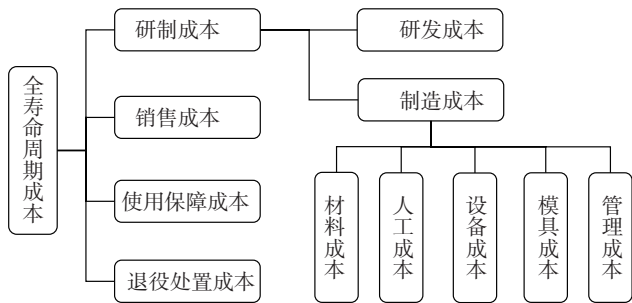 全寿命周期成本
研制成本
销售成本
使用保障成本
退役处置成本
研发成本
制造成本
材料成本
人工成本
设备成本
模具成本
管理成本